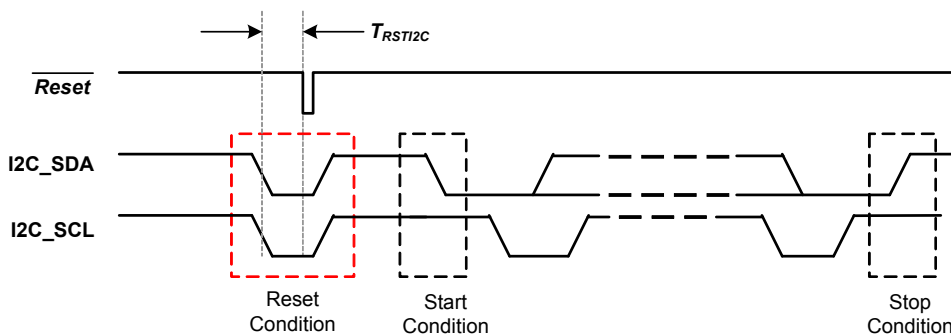 T_RSTI2C
Reset
I2C_SDA
I2C_SCL
Reset
Condition
Start
Condition
Stop
Condition